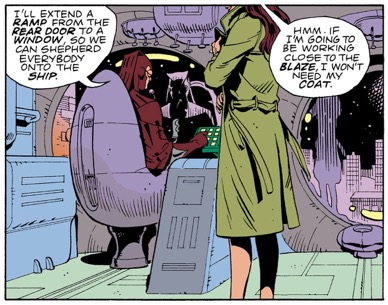 I'LL EXTEND A
RAMP FROM THE
REAR DOOR TO A
WINDOW, SO WE
CAN SHEPHERD
EVERYBODY
ONTO THE
SHIP.
HMM. IF
I'M GOING TO
BE WORKING
CLOSE TO THE
BLAZE, I WON'T
NEED MY
COAT.